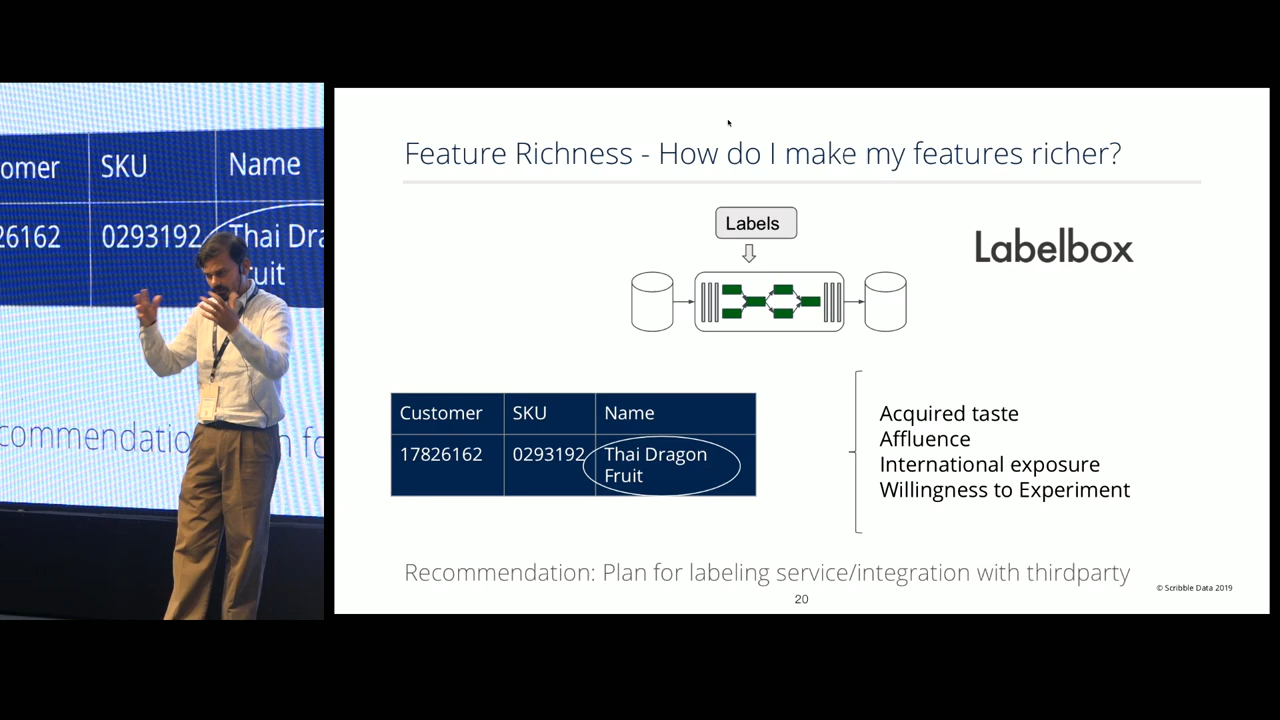 omer SKU Name
26162 0293192 Thai Dra
Fruit
commendatio n fo
Feature Richness - How do I make my features richer?
Labels
Labelbox
Customer SKU Name
17826162 0293192 Thai Dragon
Fruit
Acquired taste
Affluence
International exposure
Willingness to Experiment
Recommendation: Plan for labeling service/integration with thirdparty
© Scribble Data 2019
20